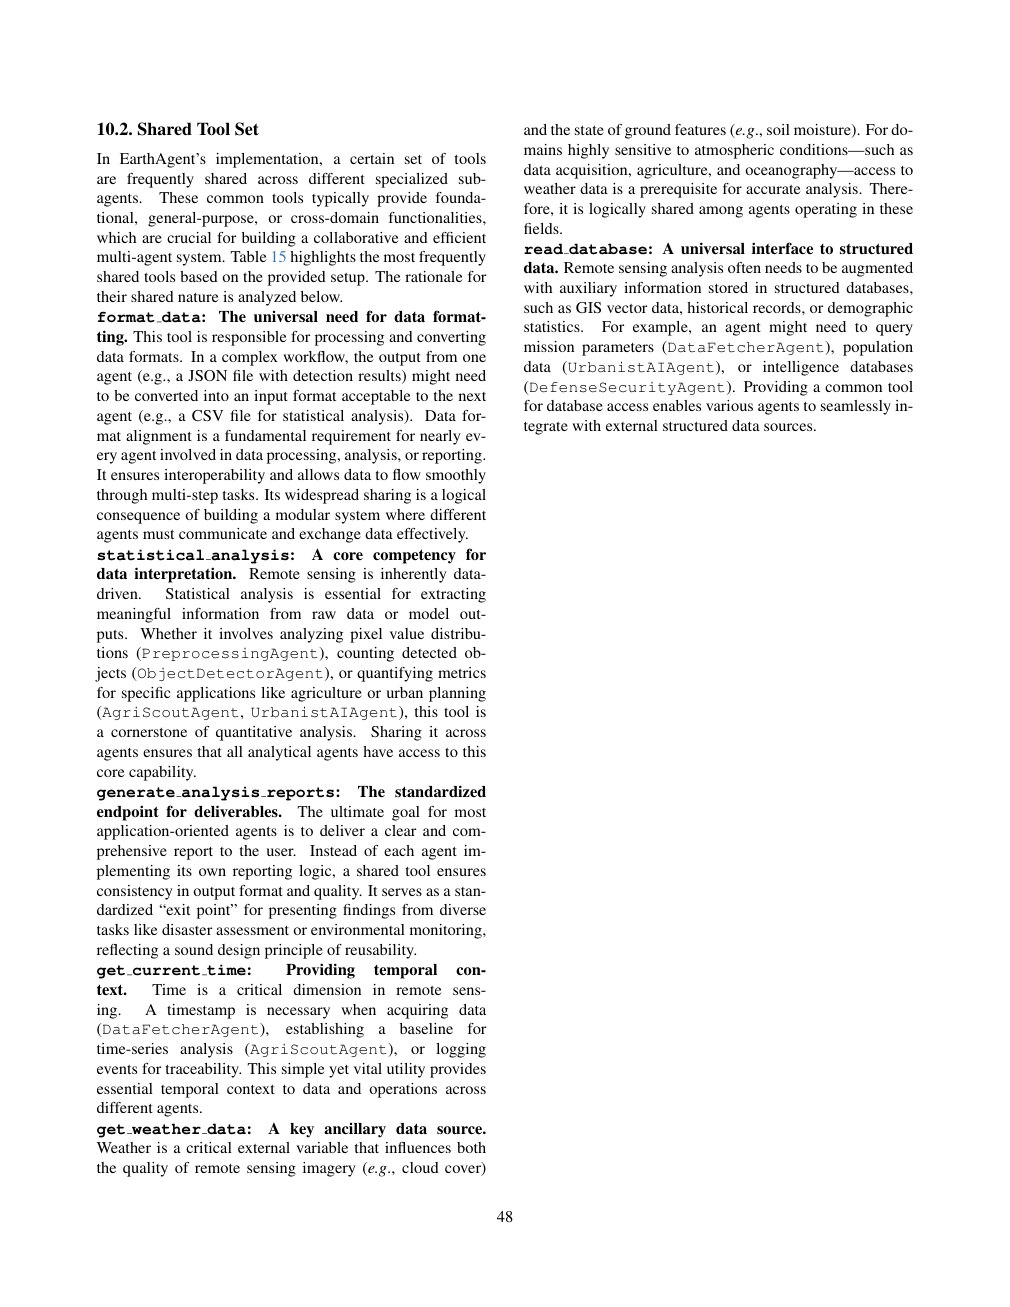 10.2. Shared Tool Set
In EarthAgent's implementation, a certain set of tools
are frequently shared across different specialized sub-
agents. These common tools typically provide founda-
tional, general-purpose, or cross-domain functionalities,
which are crucial for building a collaborative and efficient
multi-agent system. Table 15 highlights the most frequently
shared tools based on the provided setup. The rationale for
their shared nature is analyzed below.
format_data: The universal need for data format-
ting. This tool is responsible for processing and converting
data formats. In a complex workflow, the output from one
agent (e.g., a JSON file with detection results) might need
to be converted into an input format acceptable to the next
agent (e.g., a CSV file for statistical analysis). Data for-
mat alignment is a fundamental requirement for nearly ev-
ery agent involved in data processing, analysis, or reporting.
It ensures interoperability and allows data to flow smoothly
through multi-step tasks. Its widespread sharing is a logical
consequence of building a modular system where different
agents must communicate and exchange data effectively.
statistical_analysis: A core competency for
data interpretation. Remote sensing is inherently data-
driven. Statistical analysis is essential for extracting
meaningful information from raw data or model out-
puts. Whether it involves analyzing pixel value distribu-
tions (PreprocessingAgent), counting detected ob-
jects (ObjectDetectorAgent), or quantifying metrics
for specific applications like agriculture or urban planning
(AgriScoutAgent, UrbanistAIAgent), this tool is
a cornerstone of quantitative analysis. Sharing it across
agents ensures that all analytical agents have access to this
core capability.
generate_analysis_reports: The standardized
endpoint for deliverables. The ultimate goal for most
application-oriented agents is to deliver a clear and com-
prehensive report to the user. Instead of each agent im-
plementing its own reporting logic, a shared tool ensures
consistency in output format and quality. It serves as a stan-
dardized “exit point” for presenting findings from diverse
tasks like disaster assessment or environmental monitoring,
reflecting a sound design principle of reusability.
get_current_time: Providing temporal con-
text. Time is a critical dimension in remote sens-
ing. A timestamp is necessary when acquiring data
(DataFetcherAgent), establishing a baseline for
time-series analysis (AgriScoutAgent), or logging
events for traceability. This simple yet vital utility provides
essential temporal context to data and operations across
different agents.
get_weather_data: A key ancillary data source.
Weather is a critical external variable that influences both
the quality of remote sensing imagery (e.g., cloud cover)
and the state of ground features (e.g., soil moisture). For do-
mains highly sensitive to atmospheric conditions—such as
data acquisition, agriculture, and oceanography—access to
weather data is a prerequisite for accurate analysis. There-
fore, it is logically shared among agents operating in these
fields.
read_database: A universal interface to structured
data. Remote sensing analysis often needs to be augmented
with auxiliary information stored in structured databases,
such as GIS vector data, historical records, or demographic
statistics. For example, an agent might need to query
mission parameters (DataFetcherAgent), population
data (UrbanistAIAgent), or intelligence databases
(DefenseSecurityAgent). Providing a common tool
for database access enables various agents to seamlessly in-
tegrate with external structured data sources.
48